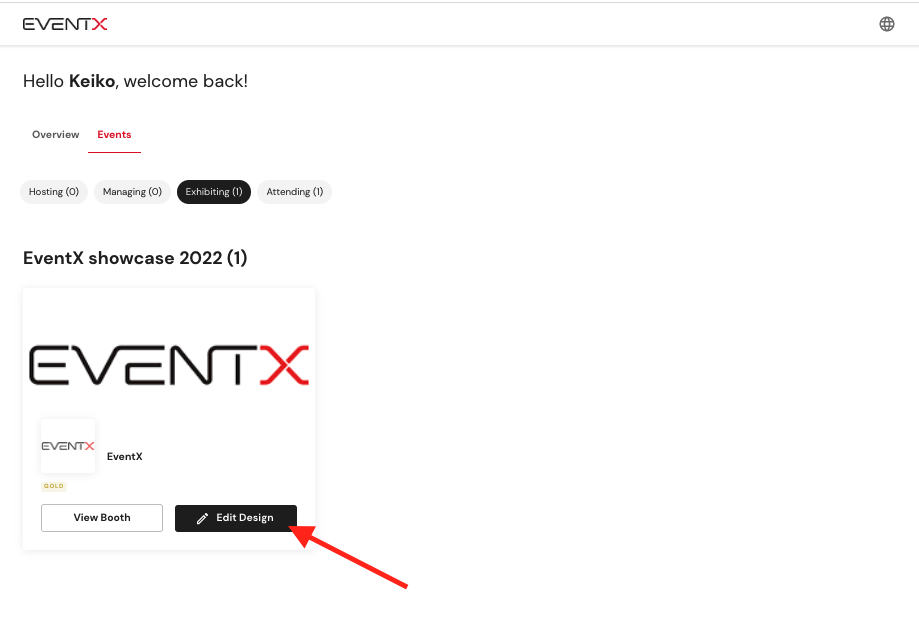 EVENTX
Hello Keiko, welcome back!
Overview Events
Hosting (0) Managing (0) Exhibiting (1) Attending (1)
EventX showcase 2022 (1)
EVENTX
EVENTX
EventX
GOLD
View Booth Edit Design